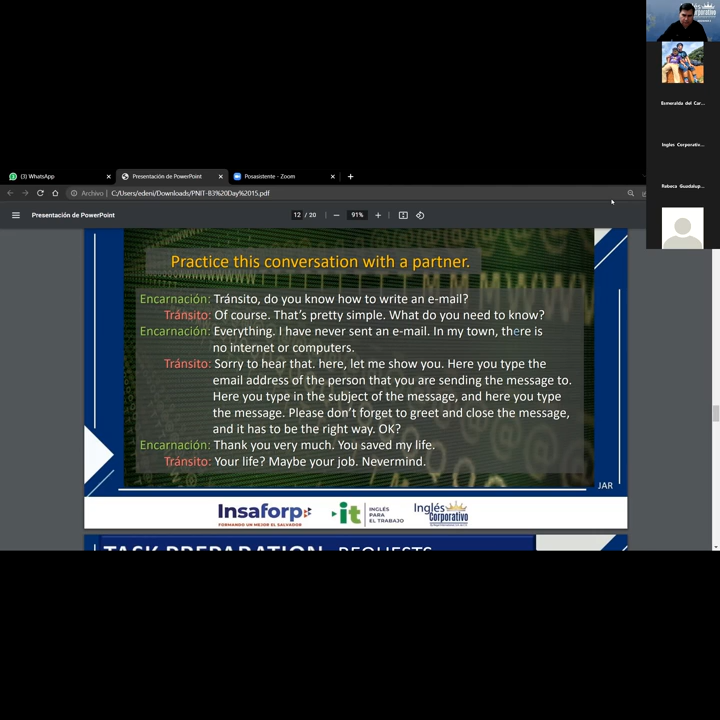 (3) WhatsApp
Presentación de PowerPoint
Posasistente - Zoom
Archivo
C:/Users/edeni/Downloads/PNIT-B3%20Day%2015.pdf
Presentación de PowerPoint
12 / 20
91%
Esmeralda del Car...
Ingles Corporatio...
Rebeca Guadalup...
Practice this conversation with a partner.
Encarnación: Tránsito, do you know how to write an e-mail?
Tránsito: Of course. That's pretty simple. What do you need to know?
Encarnación: Everything. I have never sent an e-mail. In my town, there is
no internet or computers.
Tránsito: Sorry to hear that. here, let me show you. Here you type the
email address of the person that you are sending the message to.
Here you type in the subject of the message, and here you type
the message. Please don't forget to greet and close the message,
and it has to be the right way. OK?
Encarnación: Thank you very much. You saved my life.
Tránsito: Your life? Maybe your job. Nevermind.
JAR
Insaforp
FORMANDO UN MEJOR EL SALVADOR
it
INGLÉS
PARA
EL TRABAJO
Inglés
Corporativo
TASK PREPARATION REQUESTS